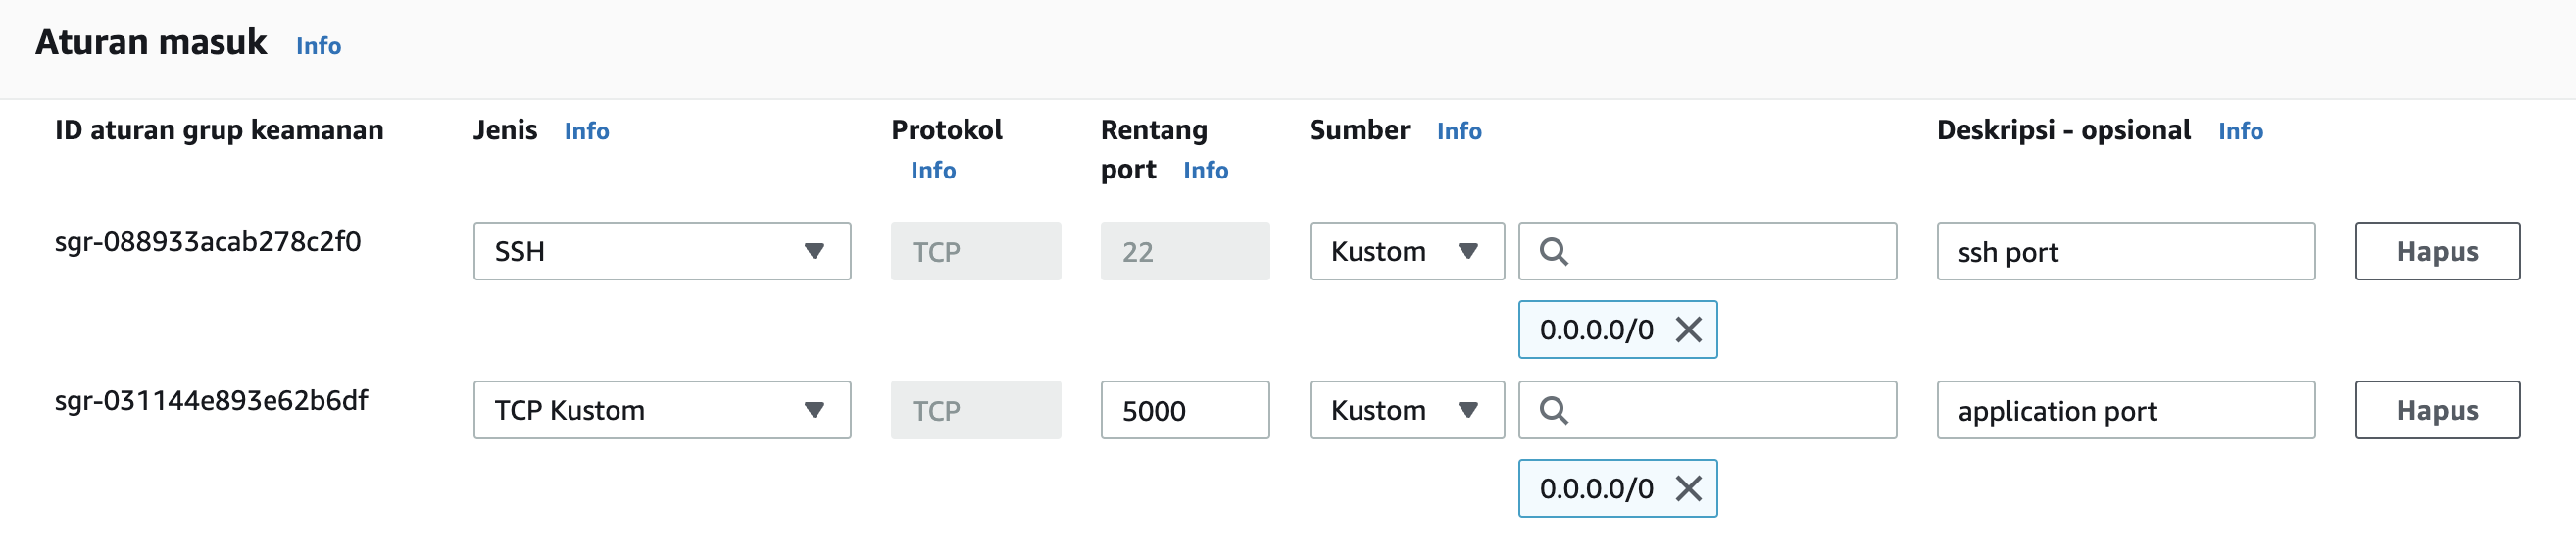 Aturan masuk Info
ID aturan grup keamanan Jenis Info Protokol Info Rentang port Info Sumber Info Deskripsi - opsional Info
sgr-088933acab278c2f0 SSH TCP 22 Kustom ssh port Hapus
0.0.0.0/0
sgr-031144e893e62b6df TCP Kustom TCP 5000 Kustom application port Hapus
0.0.0.0/0